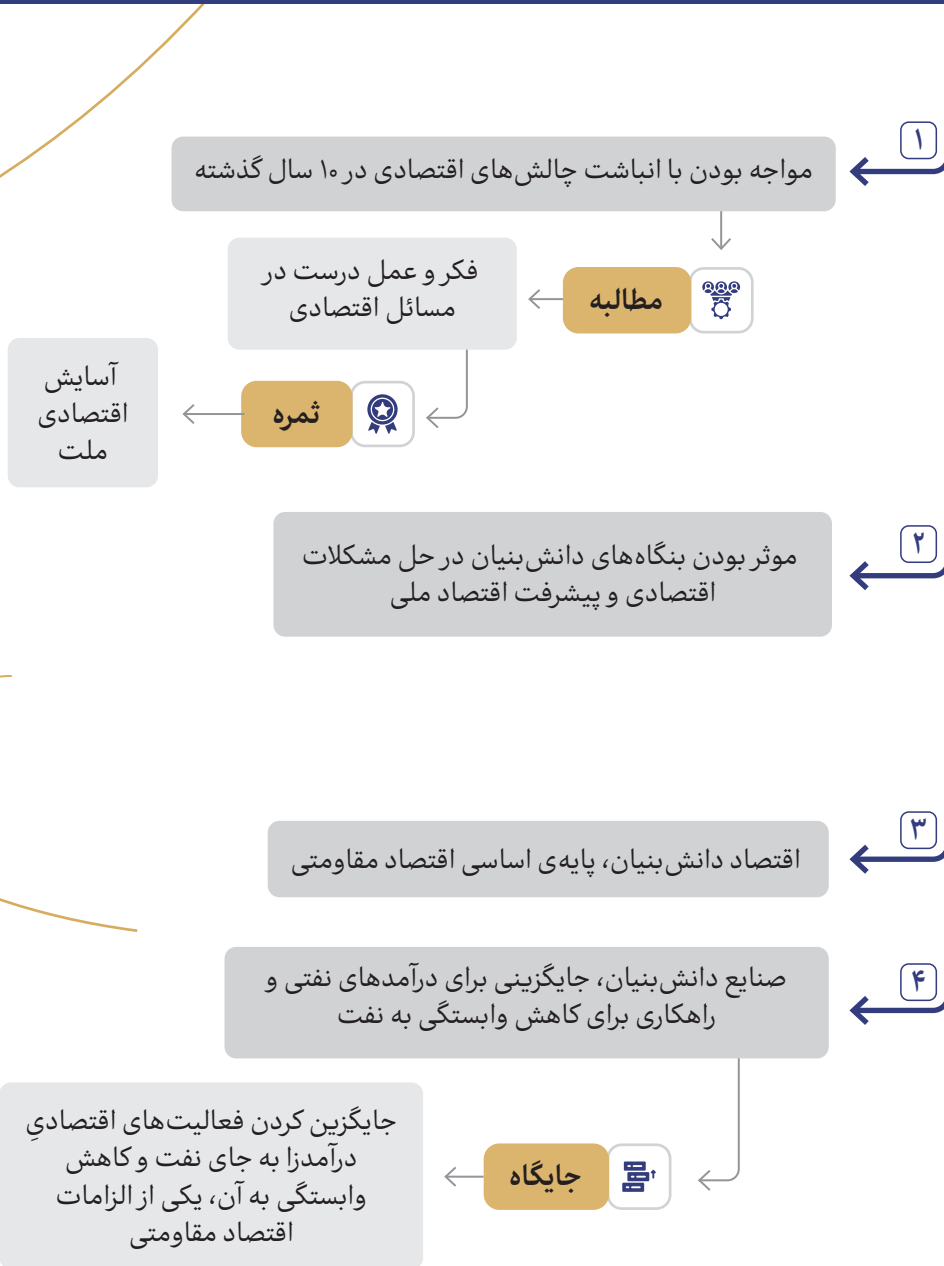 ۱
مواجه بودن با انباشت چالش‌های اقتصادی در ۱۰ سال گذشته
مطالبه
فکر و عمل درست در
مسائل اقتصادی
ثمره
آسایش
اقتصادی
ملت
۲
موثر بودن بنگاه‌های دانش‌بنیان در حل مشکلات
اقتصادی و پیشرفت اقتصاد ملی
۳
اقتصاد دانش‌بنیان، پایه‌ی اساسی اقتصاد مقاومتی
۴
صنایع دانش‌بنیان، جایگزینی برای درآمدهای نفتی و
راهکاری برای کاهش وابستگی به نفت
جایگاه
جایگزین کردن فعالیت‌های اقتصادیِ
درآمدزا به جای نفت و کاهش
وابستگی به آن، یکی از الزامات
اقتصاد مقاومتی